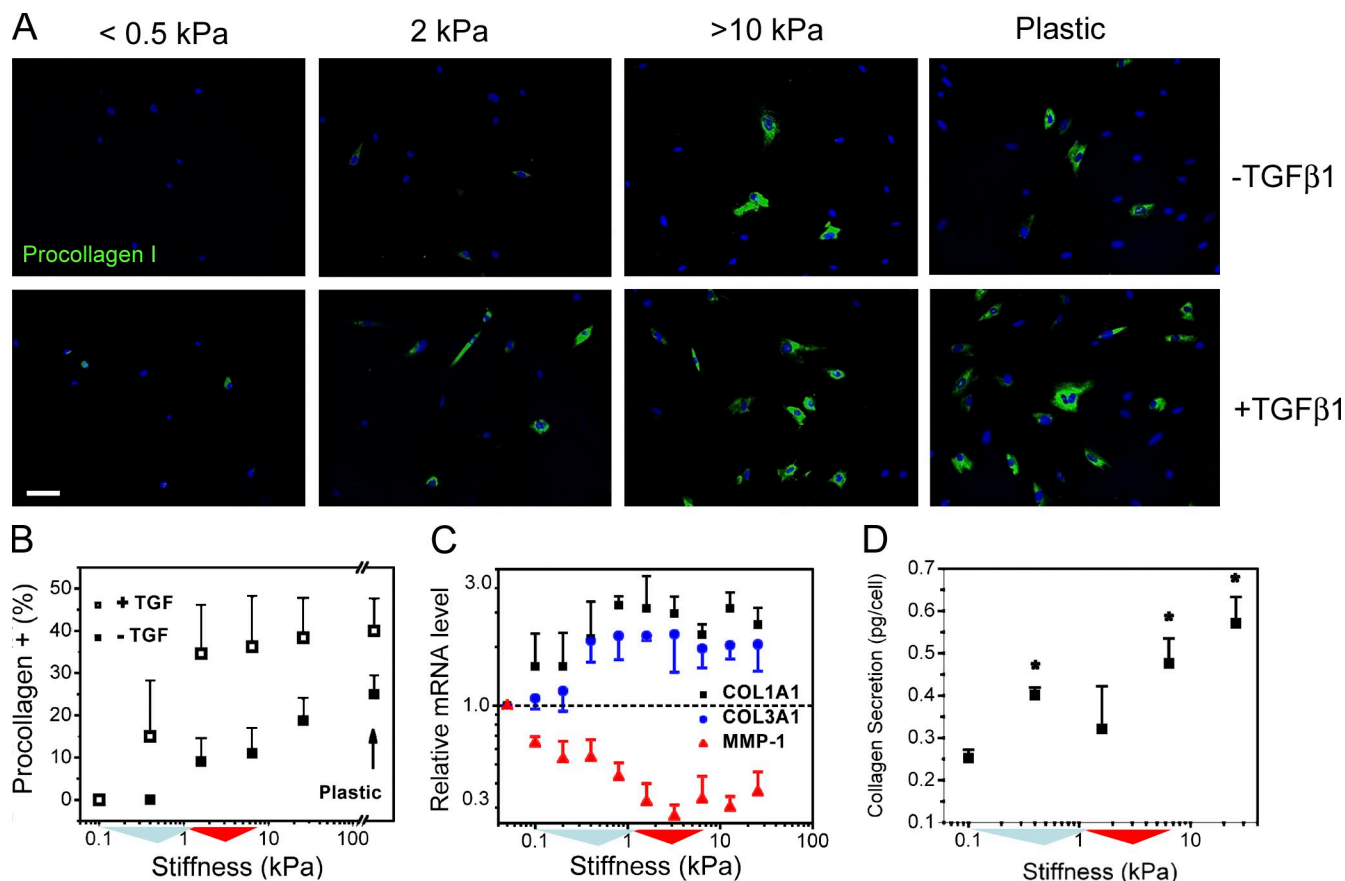 A
< 0.5 kPa
2 kPa
>10 kPa
Plastic
-TGFβ1
Procollagen I
+TGFβ1
B
Procollagen + (%)
50
45
30
25
20
10
0
+ TGF
- TGF
Plastic
0.1
1
10
100
Stiffness (kPa)
C
Relative mRNA level
3.0
1.0
0.3
COL1A1
COL3A1
MMP-1
0.1
1
10
100
Stiffness (kPa)
D
Collagen Secretion (pg/cell)
0.7
0.6
0.5
0.4
0.3
0.2
0.1
*
*
*
0.1
1
10
Stiffness (kPa)